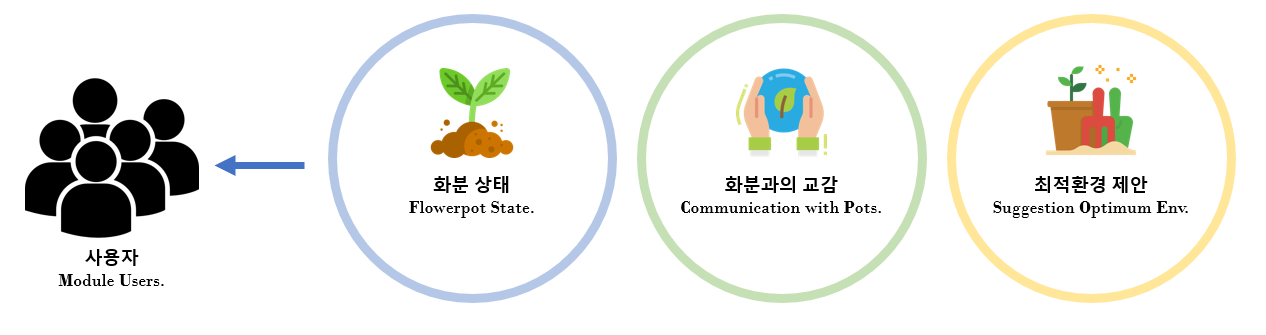 사용자
Module Users.
화분 상태
Flowerpot State.
화분과의 교감
Communication with Pots.
최적환경 제안
Suggestion Optimum Env.